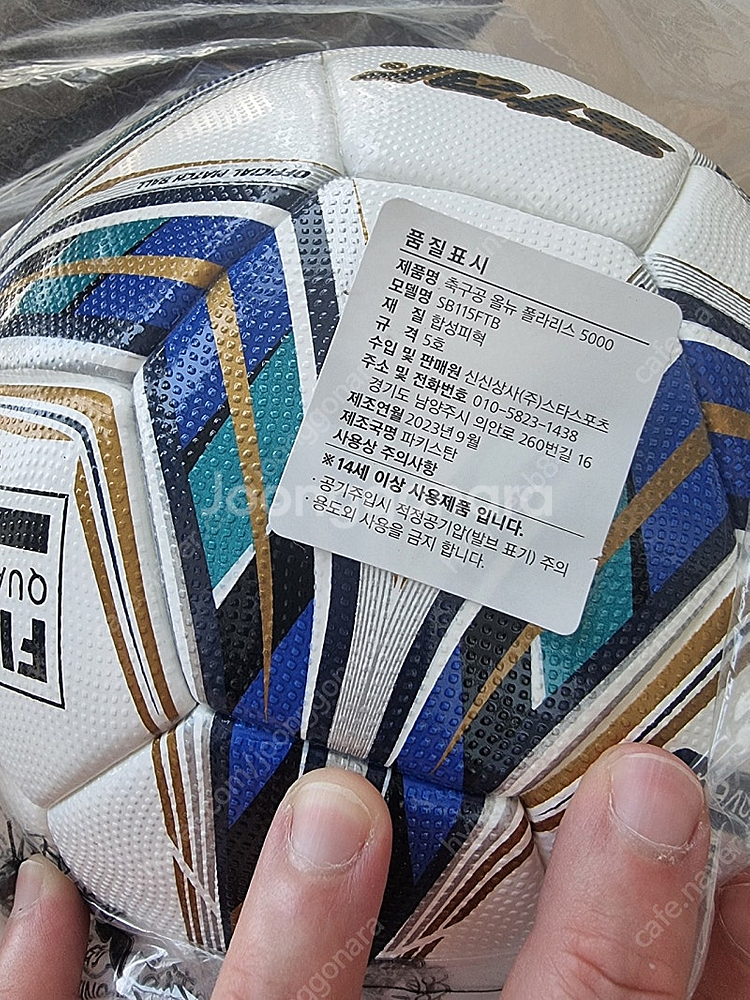 star
OFFICIAL MATCH BALL
품질표시
제품명 축구공 올뉴 폴라리스 5000
모델명 SB115FTB
재 질 합성피혁
규 격 5호
수입 및 판매원 신신상사(주)스타스포츠
주소 및 전화번호 010-5823-1438
경기도 남양주시 의안로 260번길 16
제조연월 2023년 9월
제조국명 파키스탄
사용상 주의사항
※ 14세 이상 사용제품 입니다.
· 공기주입시 적정공기압(발브 표기) 주의
· 용도외 사용을 금지 합니다.
Joonggonara
FI
QUA
cafe.nara